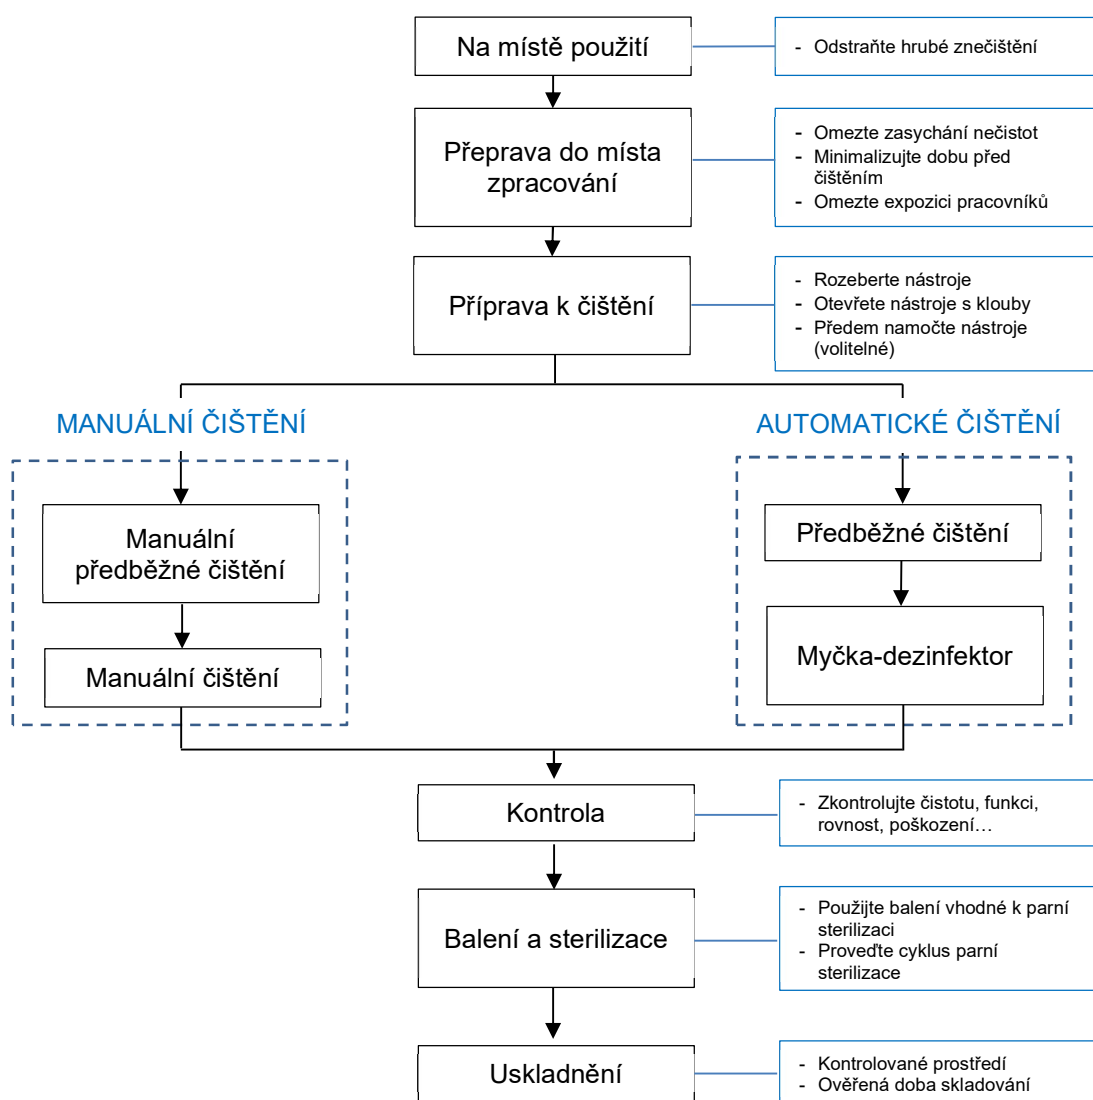 Na místě použití
- Odstraňte hrubé znečištění
Přeprava do místa
zpracování
- Omezte zasychání nečistot
- Minimalizujte dobu před
čištěním
- Omezte expozici pracovníků
Příprava k čištění
- Rozeberte nástroje
- Otevřete nástroje s klouby
- Předem namočte nástroje
(volitelné)
MANUÁLNÍ ČIŠTĚNÍ
Manuální
předběžné čištění
Manuální čištění
AUTOMATICKÉ ČIŠTĚNÍ
Předběžné čištění
Myčka-dezinfektor
Kontrola
- Zkontrolujte čistotu, funkci,
rovnost, poškození…
Balení a sterilizace
- Použijte balení vhodné k parní
sterilizaci
- Proveďte cyklus parní
sterilizace
Uskladnění
- Kontrolované prostředí
- Ověřená doba skladování